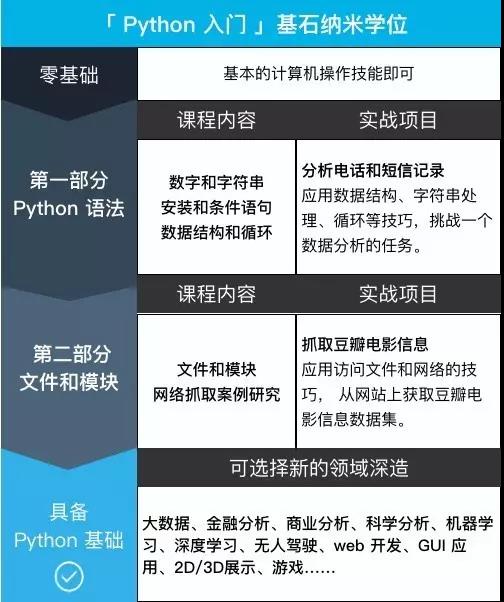 「 Python 入门 」基石纳米学位
零基础
基本的计算机操作技能即可
课程内容
实战项目
第一部分
Python 语法
数字和字符串
安装和条件语句
数据结构和循环
分析电话和短信记录
应用数据结构、字符串处
理、循环等技巧，挑战一个
数据分析的任务。
课程内容
实战项目
第二部分
文件和模块
文件和模块
网络抓取案例研究
抓取豆瓣电影信息
应用访问文件和网络的技
巧， 从网站上获取豆瓣电
影信息数据集。
可选择新的领域深造
具备
Python 基础
大数据、金融分析、商业分析、科学分析、机器学
习、深度学习、无人驾驶、web 开发、GUI 应
用、2D/3D展示、游戏……